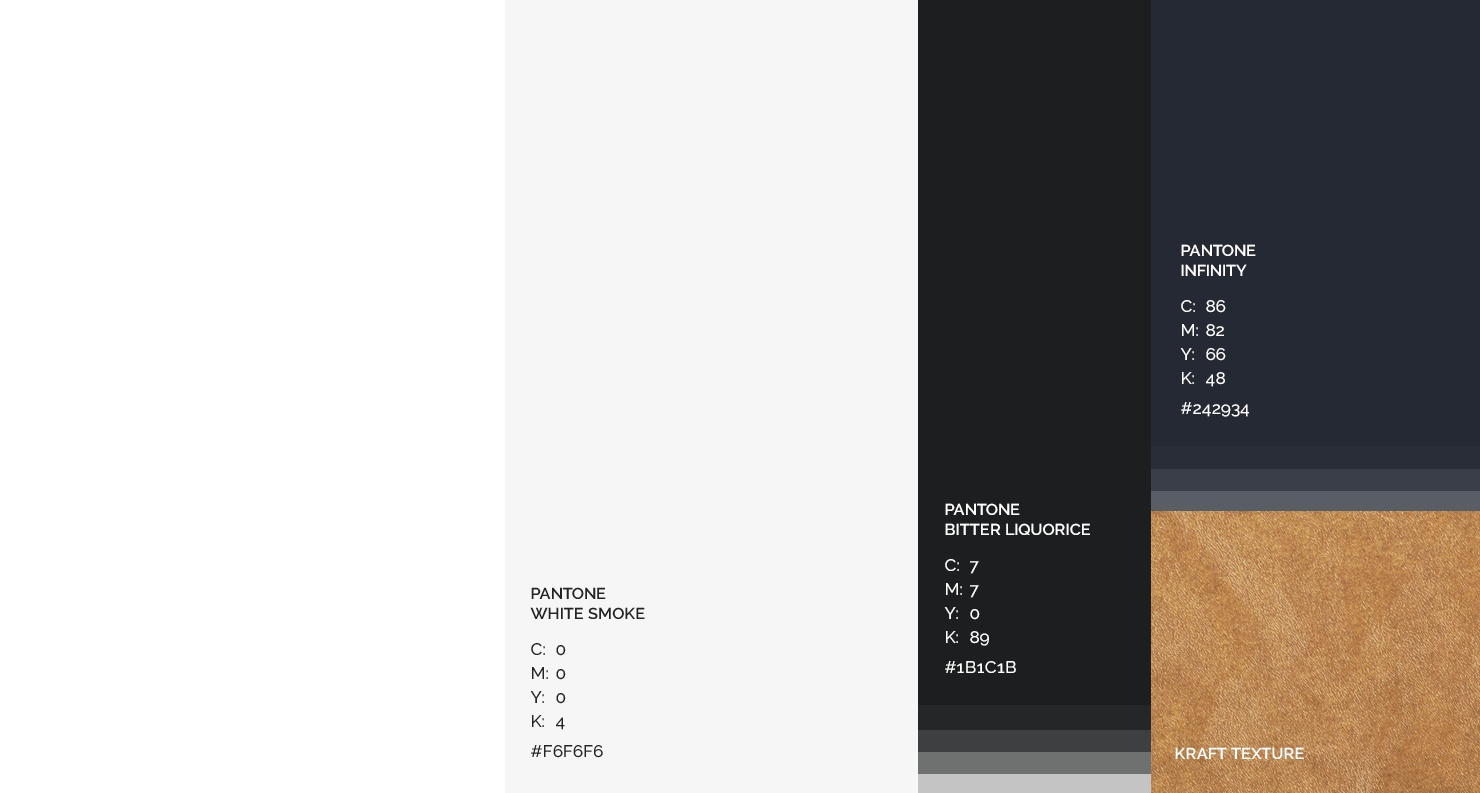 PANTONE
WHITE SMOKE
C: 0
M: 0
Y: 0
K: 4
#F6F6F6
PANTONE
BITTER LIQUORICE
C: 7
M: 7
Y: 0
K: 89
#1B1C1B
PANTONE
INFINITY
C: 86
M: 82
Y: 66
K: 48
#242934
KRAFT TEXTURE